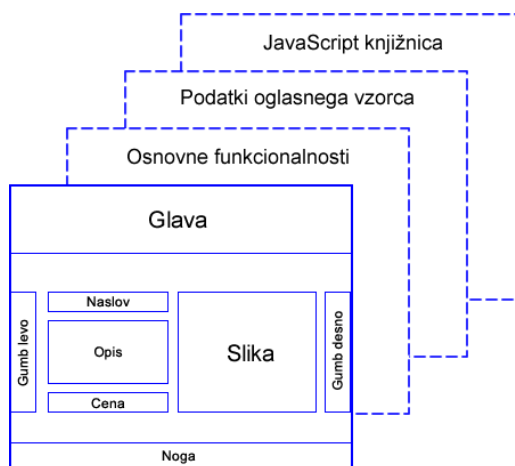 JavaScript knjižnica
Podatki oglasnega vzorca
Osnovne funkcionalnosti
Glava
Gumb levo
Naslov
Opis
Cena
Slika
Gumb desno
Noga